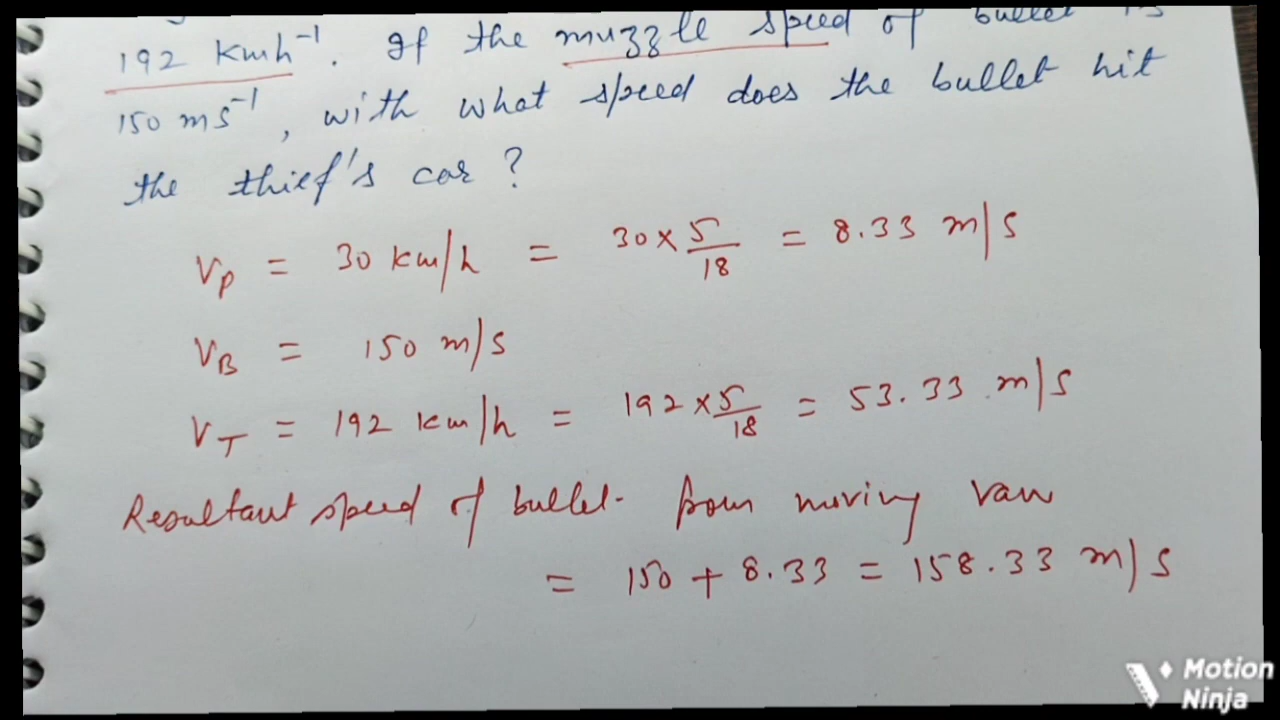 192 Kmh⁻¹. If the muzzle speed of bullet is
150 ms⁻¹, with what speed does the bullet hit
the thief's car ?
Vp = 30 km/h = 30 × 5/18 = 8.33 m/s
VB = 150 m/s
VT = 192 km/h = 192 × 5/18 = 53.33 m/s
Resultant speed of bullet from moving van
= 150 + 8.33 = 158.33 m/s
Motion
Ninja